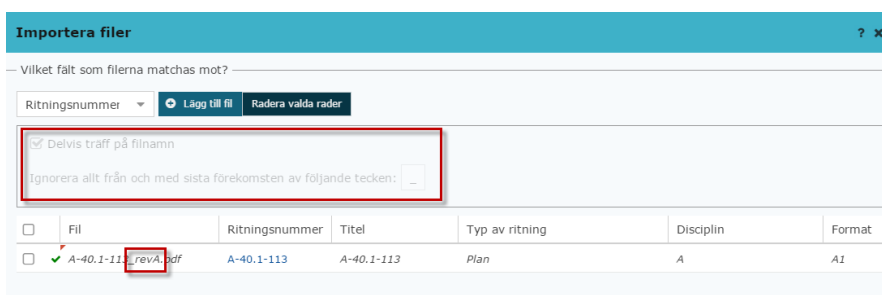 Importera filer ? x
Vilket fält som filerna matchas mot?
Ritningsnummer Lägg till fil Radera valda rader
Delvis träff på filnamn
Ignorera allt från och med sista förekomsten av följande tecken: _
Fil Ritningsnummer Titel Typ av ritning Disciplin Format
A-40.1-113_revA.pdf A-40.1-113 A-40.1-113 Plan A A1